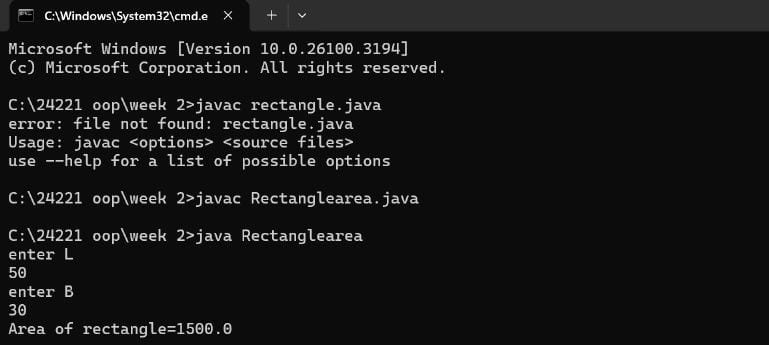 C:\Windows\System32\cmd.e
Microsoft Windows [Version 10.0.26100.3194]
(c) Microsoft Corporation. All rights reserved.
C:\24221 oop\week 2>javac rectangle.java
error: file not found: rectangle.java
Usage: javac <options> <source files>
use --help for a list of possible options
C:\24221 oop\week 2>javac Rectanglearea.java
C:\24221 oop\week 2>java Rectanglearea
enter L
50
enter B
30
Area of rectangle=1500.0